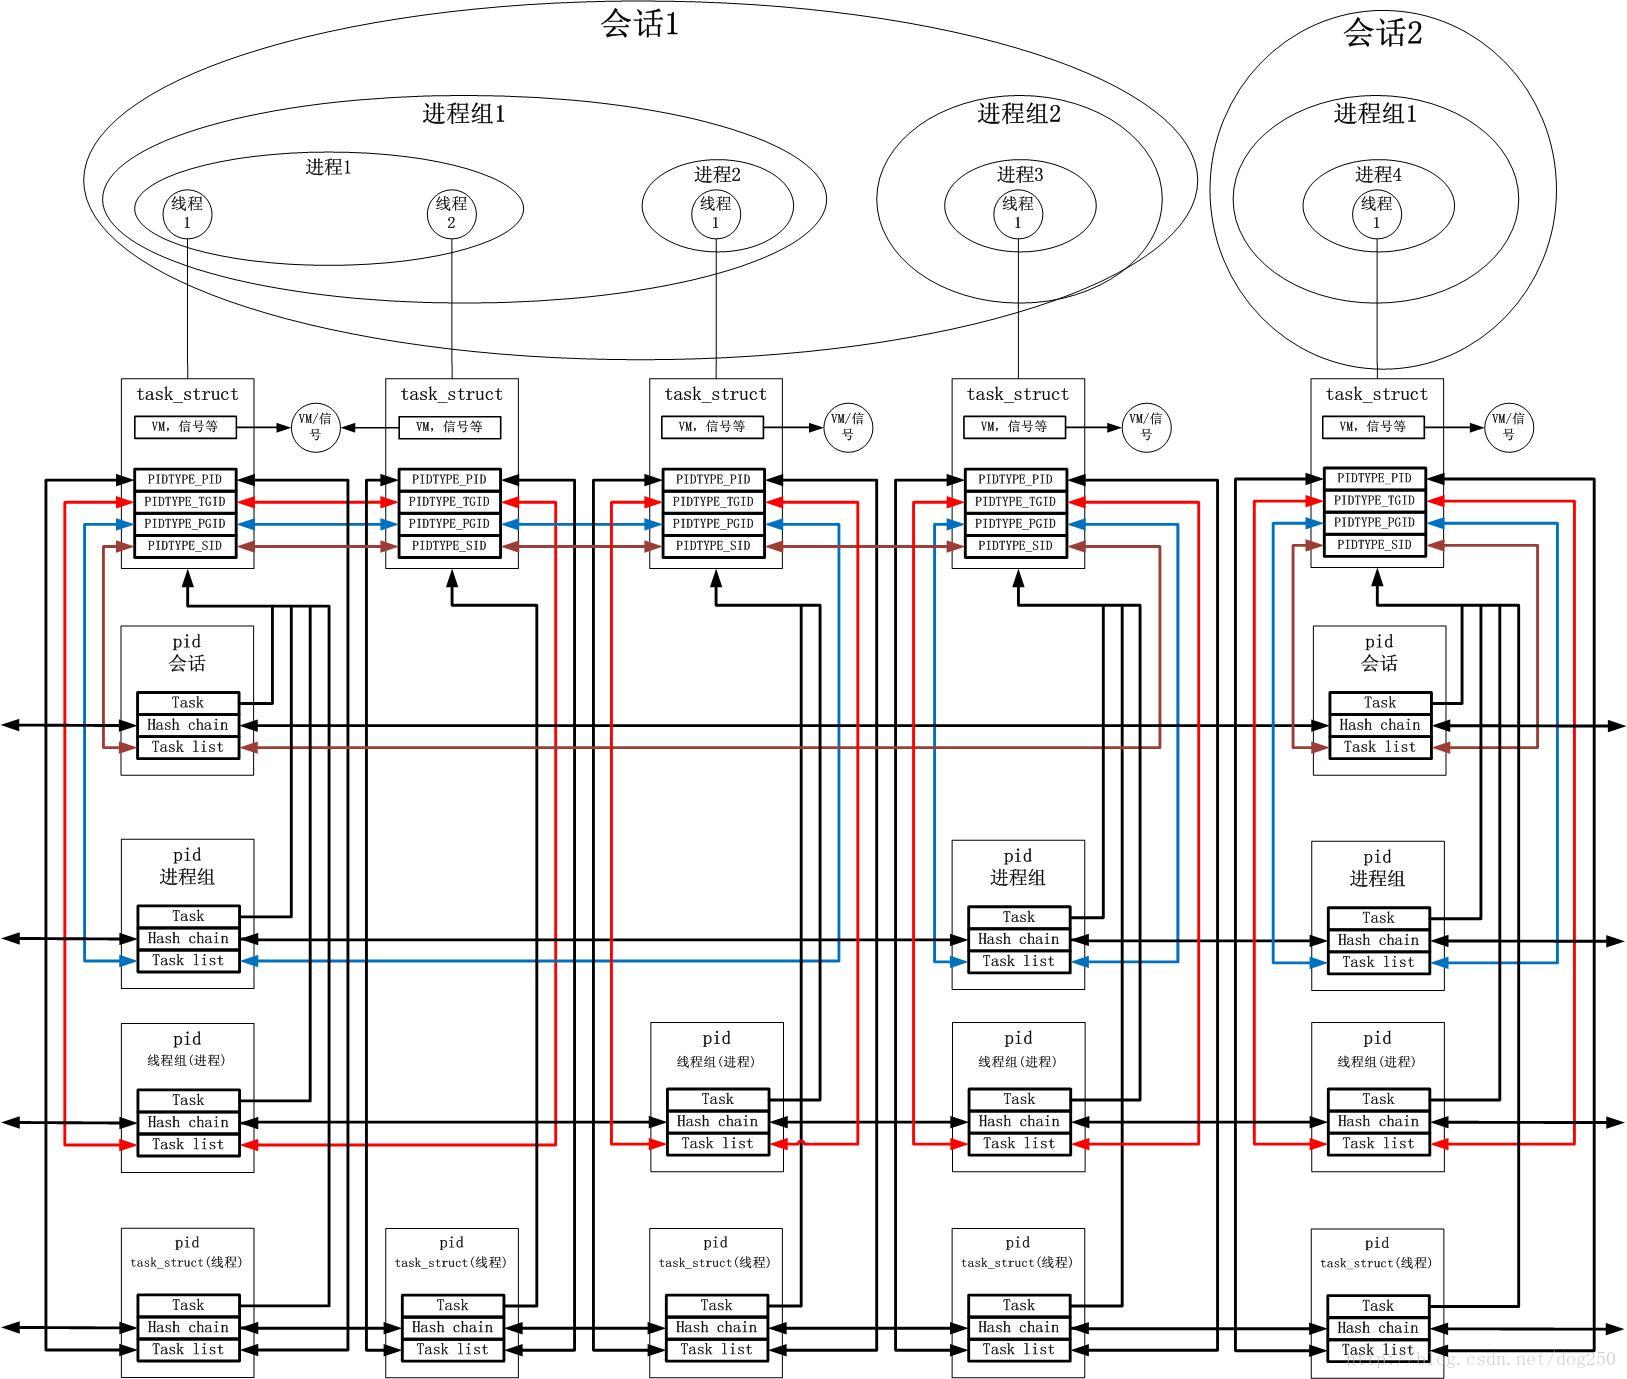 会话1
会话2
进程组1
进程组2
进程组1
进程1
进程2
进程3
进程4
线程
1
线程
2
线程
1
线程
1
线程
1
task_struct
VM，信号等
VM/信
号
task_struct
VM，信号等
task_struct
VM，信号等
VM/信
号
task_struct
VM，信号等
VM/信
号
task_struct
VM，信号等
VM/信
号
PIDTYPE_PID
PIDTYPE_TGID
PIDTYPE_PGID
PIDTYPE_SID
PIDTYPE_PID
PIDTYPE_TGID
PIDTYPE_PGID
PIDTYPE_SID
PIDTYPE_PID
PIDTYPE_TGID
PIDTYPE_PGID
PIDTYPE_SID
PIDTYPE_PID
PIDTYPE_TGID
PIDTYPE_PGID
PIDTYPE_SID
PIDTYPE_PID
PIDTYPE_TGID
PIDTYPE_PGID
PIDTYPE_SID
pid
会话
Task
Hash chain
Task list
pid
会话
Task
Hash chain
Task list
pid
进程组
Task
Hash chain
Task list
pid
进程组
Task
Hash chain
Task list
pid
进程组
Task
Hash chain
Task list
pid
线程组(进程)
Task
Hash chain
Task list
pid
线程组(进程)
Task
Hash chain
Task list
pid
线程组(进程)
Task
Hash chain
Task list
pid
线程组(进程)
Task
Hash chain
Task list
pid
task_struct(线程)
Task
Hash chain
Task list
pid
task_struct(线程)
Task
Hash chain
Task list
pid
task_struct(线程)
Task
Hash chain
Task list
pid
task_struct(线程)
Task
Hash chain
Task list
pid
task_struct(线程)
Task
Hash chain
Task list
http://blog.csdn.net/dog250